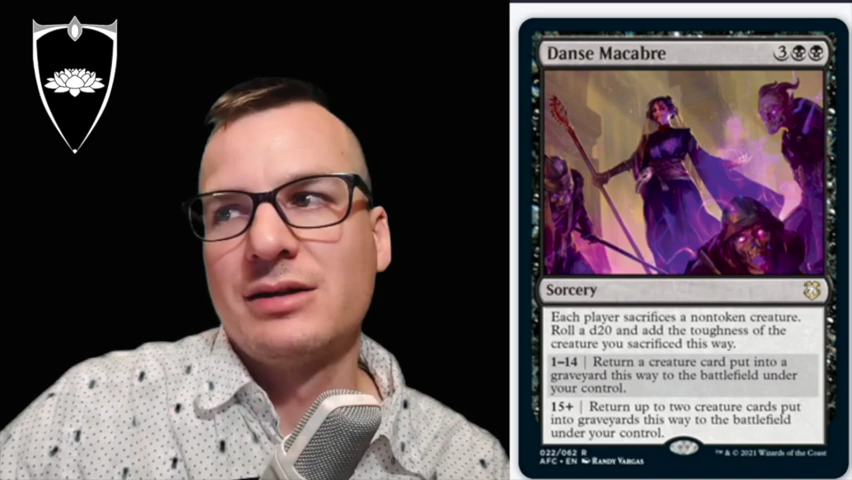 Danse Macabre 3
Sorcery
Each player sacrifices a nontoken creature.
Roll a d20 and add the toughness of the
creature you sacrificed this way.
1–14 | Return a creature card put into a
graveyard this way to the battlefield under
your control.
15+ | Return up to two creature cards put
into graveyards this way to the battlefield
under your control.
022/062 R
AFC • EN RANDY VARGAS ™ & © 2021 Wizards of the Coast